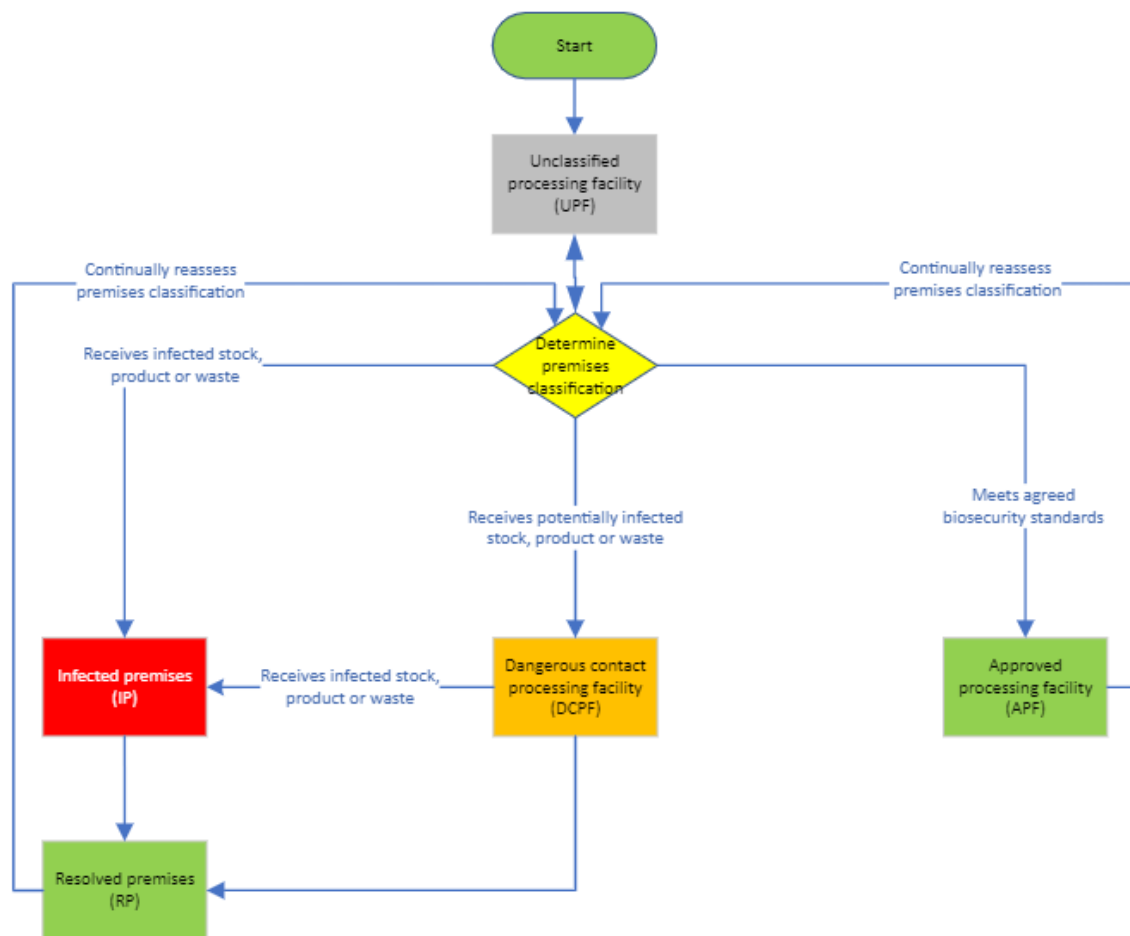 Start
Unclassified
processing facility
(UPF)
Continually reassess
premises classification
Continually reassess
premises classification
Determine
premises
classification
Receives infected stock,
product or waste
Meets agreed
biosecurity standards
Receives potentially infected
stock, product or waste
Infected premises
(IP)
Receives infected stock,
product or waste
Dangerous contact
processing facility
(DCPF)
Approved
processing facility
(APF)
Resolved premises
(RP)